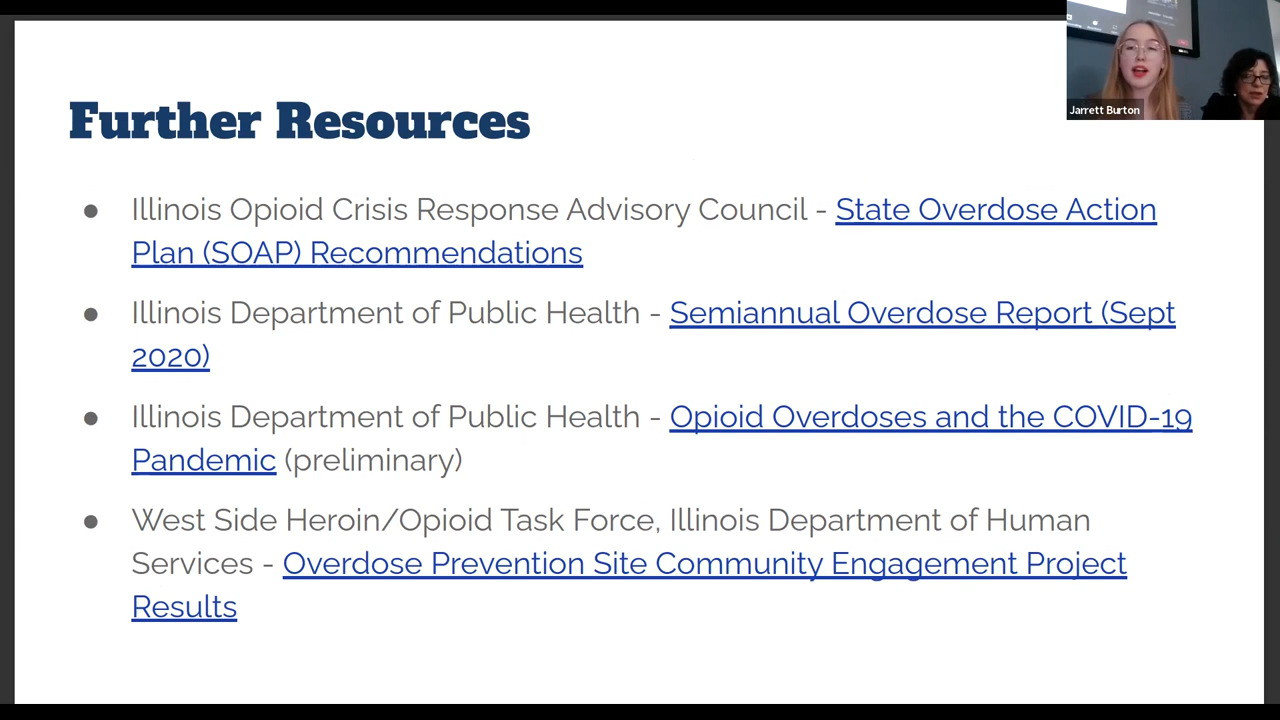 Further Resources
● Illinois Opioid Crisis Response Advisory Council - State Overdose Action
Plan (SOAP) Recommendations
● Illinois Department of Public Health - Semiannual Overdose Report (Sept
2020)
● Illinois Department of Public Health - Opioid Overdoses and the COVID-19
Pandemic (preliminary)
● West Side Heroin/Opioid Task Force, Illinois Department of Human
Services - Overdose Prevention Site Community Engagement Project
Results
Jarrett Burton